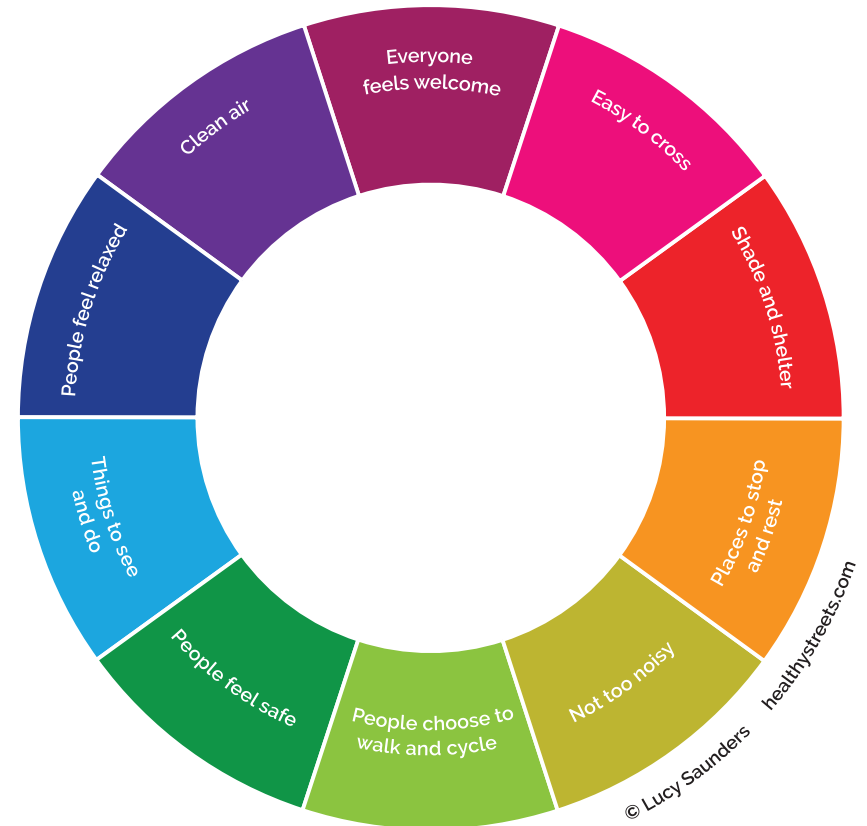 Everyone
feels welcome
Easy to cross
Shade and shelter
Places to stop
and rest
Not too noisy
People choose to
walk and cycle
People feel safe
Things to see
and do
People feel relaxed
Clean air
© Lucy Saunders
healthystreets.com